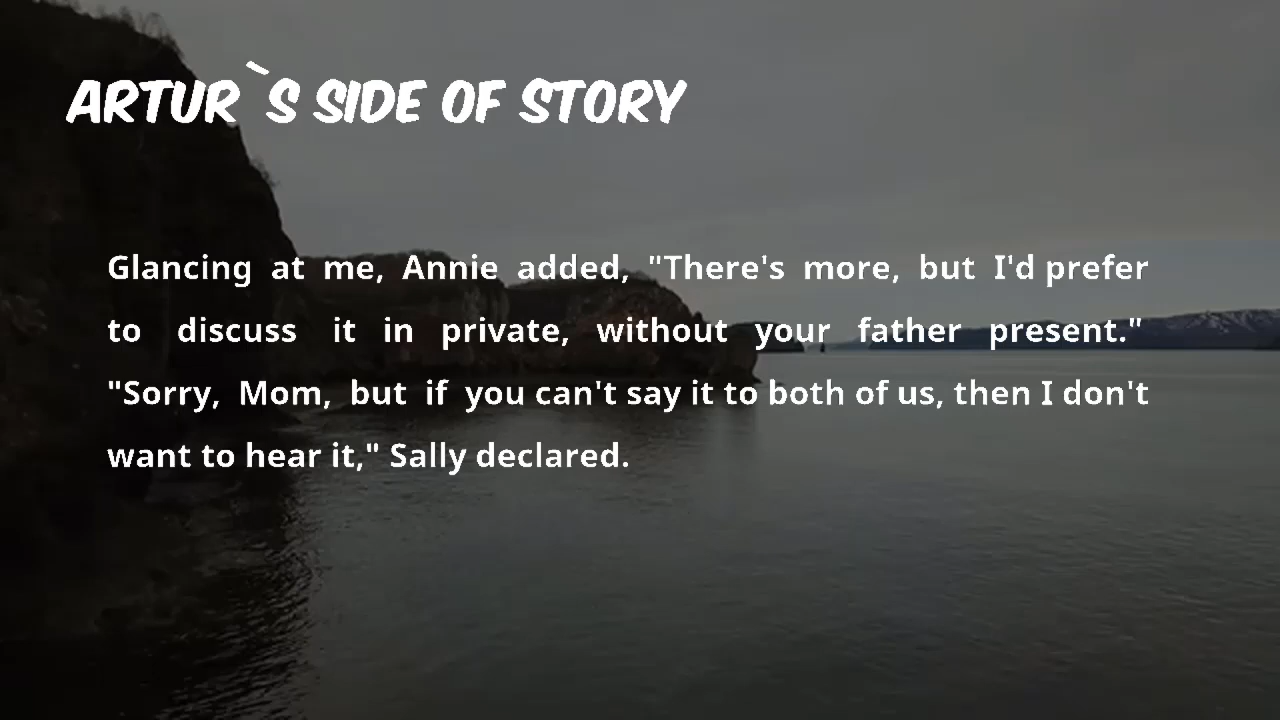 ARTUR`S SIDE OF STORY
Glancing at me, Annie added, "There's more, but I'd prefer
to discuss it in private, without your father present."
"Sorry, Mom, but if you can't say it to both of us, then I don't
want to hear it," Sally declared.